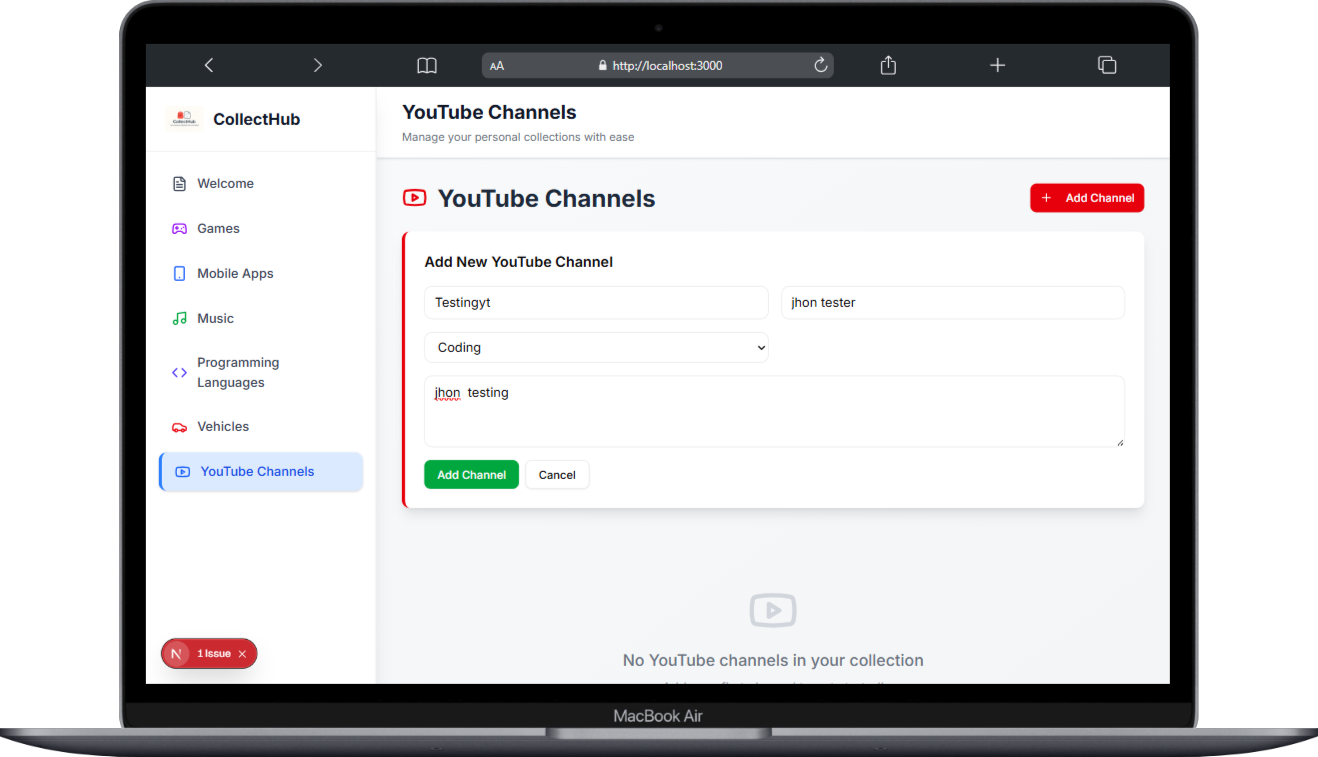 AA
http://localhost:3000
CollectHub
YouTube Channels
Manage your personal collections with ease
Welcome
Games
Mobile Apps
Music
Programming
Languages
Vehicles
YouTube Channels
YouTube Channels
+ Add Channel
Add New YouTube Channel
Testingyt
jhon tester
Coding
jhon  testing
Add Channel
Cancel
No YouTube channels in your collection
N 1 Issue
MacBook Air